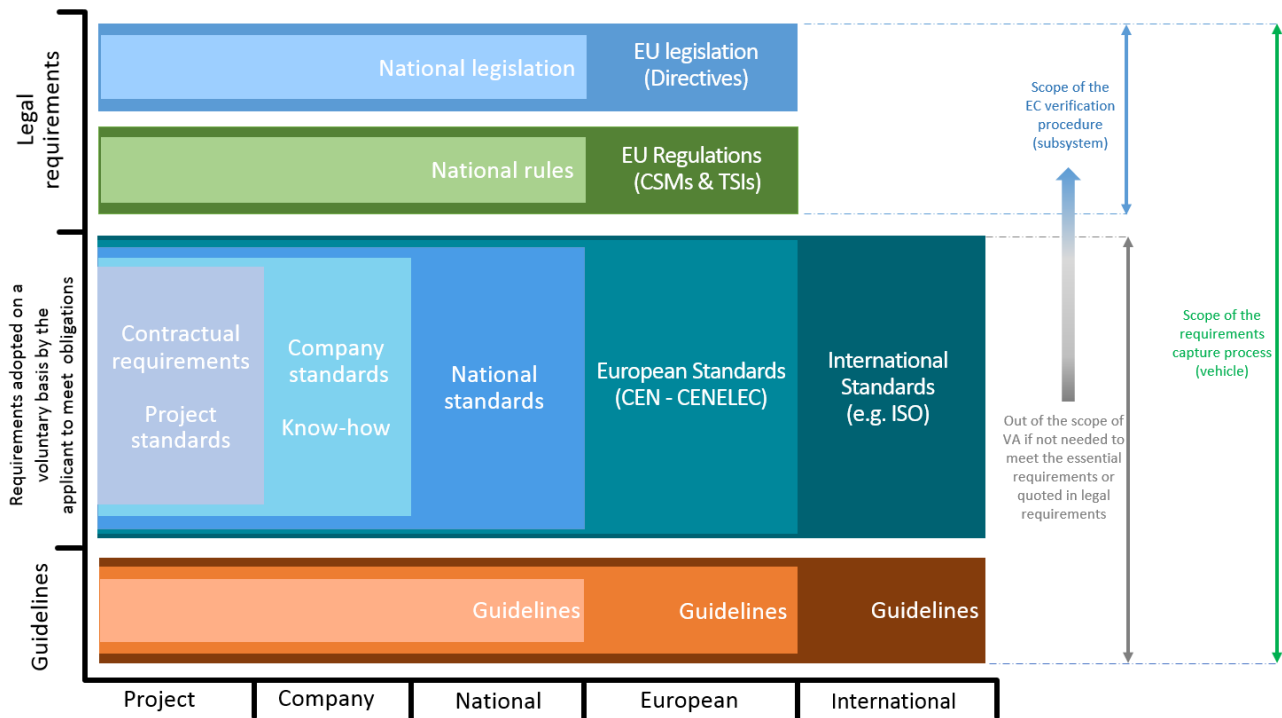 Legal
requirements
National legislation
EU legislation
(Directives)
National rules
EU Regulations
(CSMs & TSIs)
Scope of the
EC verification
procedure
(subsystem)
Requirements adopted on a
voluntary basis by the
applicant to meet obligations
Contractual
requirements
Project
standards
Company
standards
Know-how
National
standards
European Standards
(CEN - CENELEC)
International
Standards
(e.g. ISO)
Out of the scope of
VA if not needed to
meet the essential
requirements or
quoted in legal
requirements
Scope of the
requirements
capture process
(vehicle)
Guidelines
Guidelines
Guidelines
Guidelines
Project
Company
National
European
International